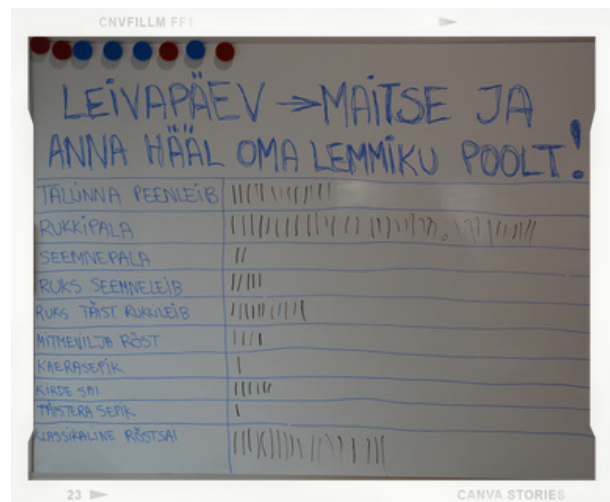 CNVFILLM FF1
LEIVAPÄEV → MAITSE JA
ANNA HÄÄL OMA LEMMIKU POOLT!
TALLINNA PEENLEIB
RUKKIPALA
SEEMNEPALA
RUKS SEEMNELEIB
RUKS TÄIST RUKKILEIB
MITMEVILJA RÖST
KAERASEPIK
KIRDE SAI
TÄISTERA SEPIK
KLASSIKALINE RÖSTSAI
23
CANVA STORIES